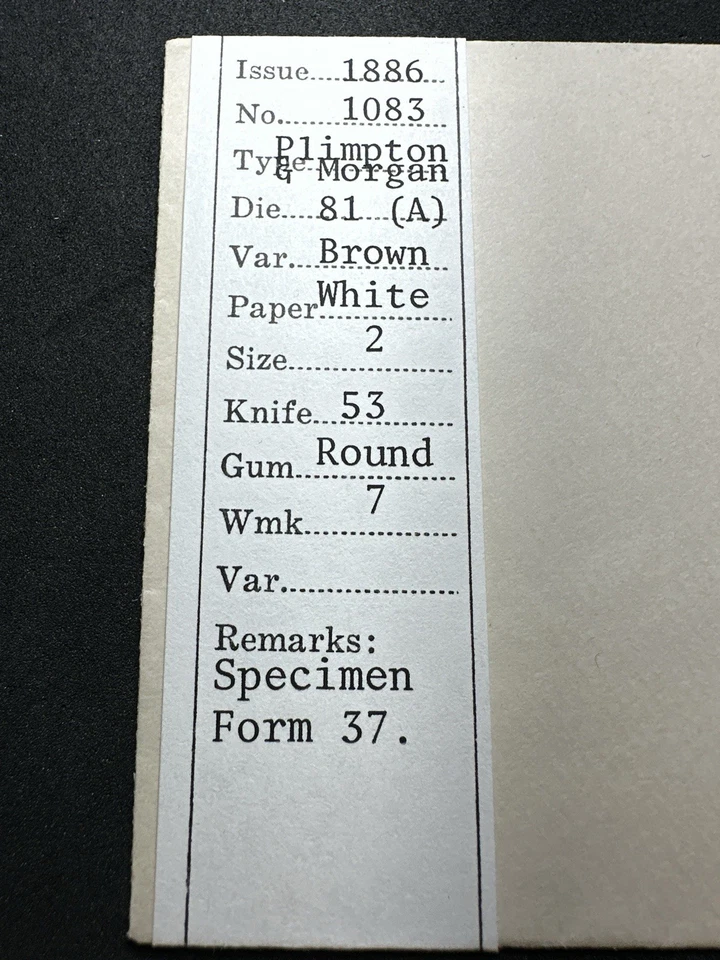 Issue....1886...
No........1083
Type..Plimpton
& Morgan
Die....81...(A)
Var....Brown
Paper White
Size 2
Knife...53
Gum Round
Wmk 7
Var.
Remarks:
Specimen
Form 37.